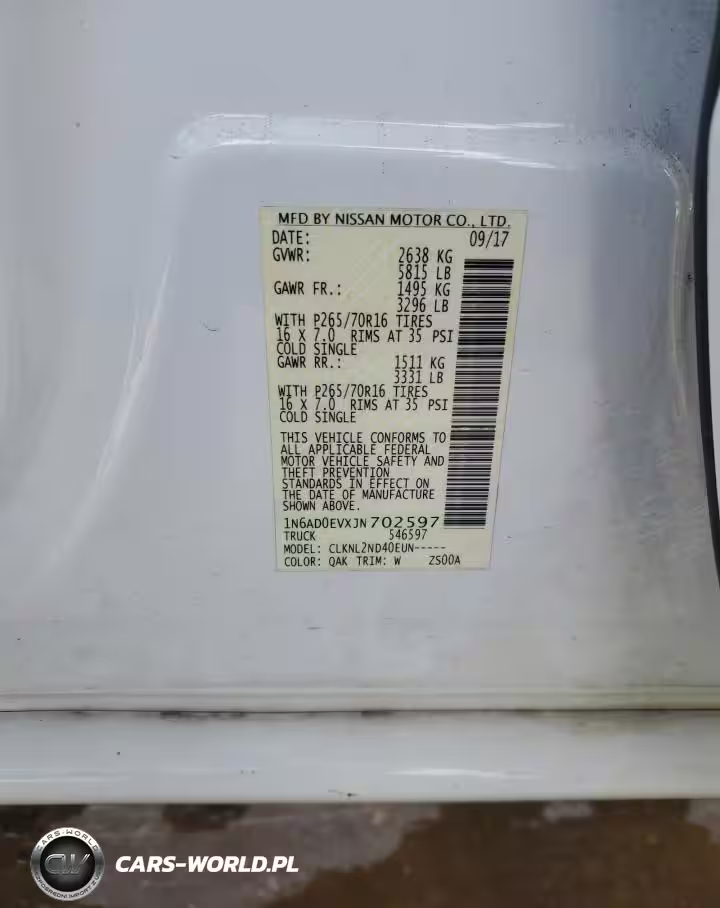 MFD BY NISSAN MOTOR CO., LTD.
DATE: 09/17
GVWR: 2638 KG
5815 LB
GAWR FR.: 1495 KG
3296 LB
WITH P265/70R16 TIRES
16 X 7.0 RIMS AT 35 PSI
COLD SINGLE
GAWR RR.: 1511 KG
3331 LB
WITH P265/70R16 TIRES
16 X 7.0 RIMS AT 35 PSI
COLD SINGLE
THIS VEHICLE CONFORMS TO
ALL APPLICABLE FEDERAL
MOTOR VEHICLE SAFETY AND
THEFT PREVENTION
STANDARDS IN EFFECT ON
THE DATE OF MANUFACTURE
SHOWN ABOVE.
1N6AD0EVXJN702597
TRUCK 546597
MODEL: CLKNL2ND40EUN-----
COLOR: QAK TRIM: W ZS00A
CARS-WORLD
CW
CARS-WORLD.PL